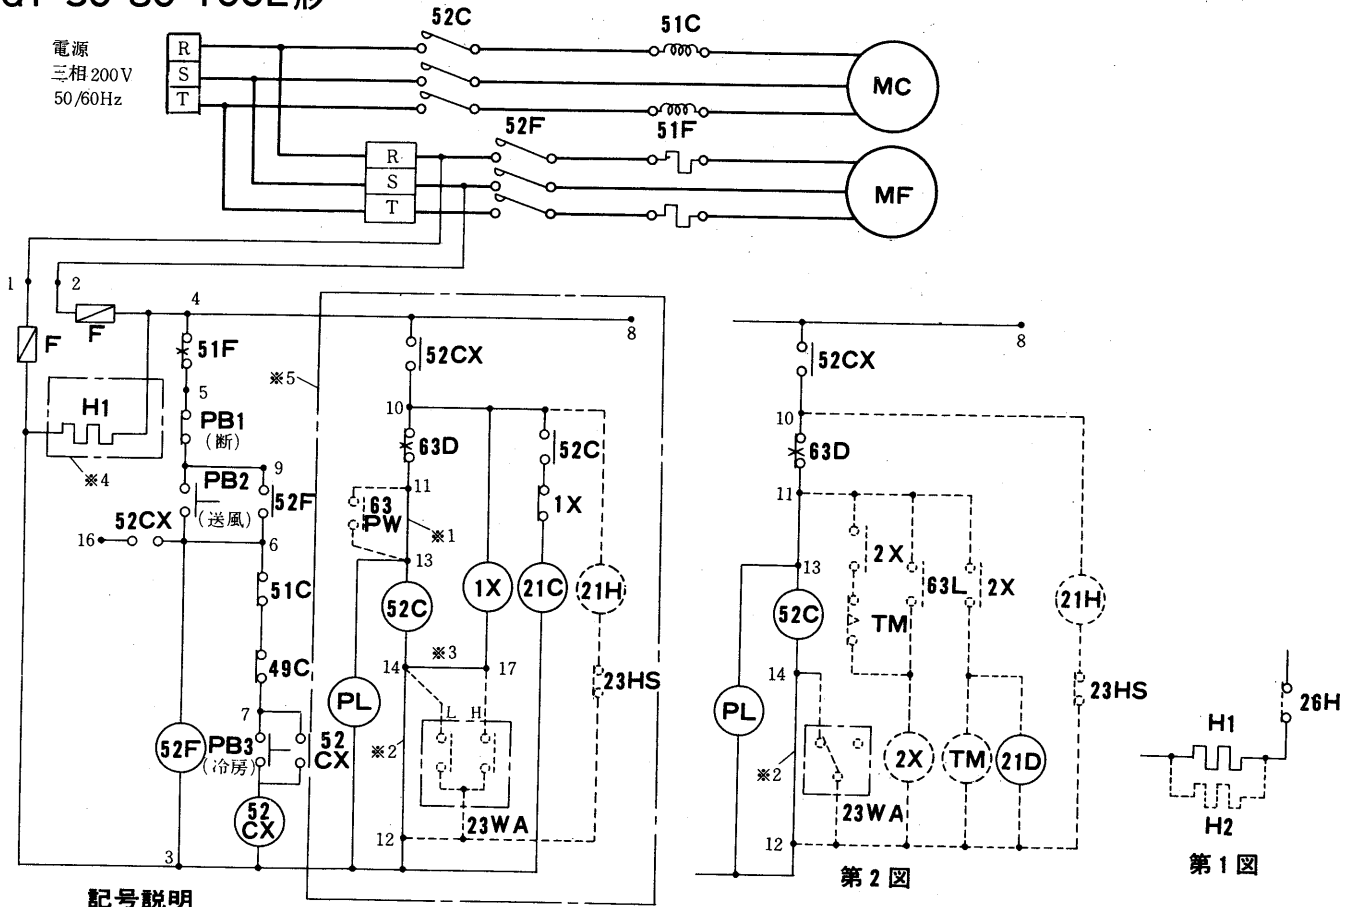 52C
51C
電源
三相 200V
50/60Hz
R
S
T
MC
52F
51F
R
S
T
MF
1
2
4
F
F
51F
5
H1
PB1
(断)
※4
9
PB2
(送風)
52F
52CX
16
6
51C
49C
7
52F
PB3
(冷房)
52
CX
52
CX
3
※5
8
52CX
10
63D
52C
11
63
PW
※1
1X
13
52C
1X
21C
21H
14
※3
17
23HS
PL
L
H
※2
23WA
12
8
52CX
10
63D
11
2X
63L
2X
13
52C
TM
21H
14
23HS
PL
※2
2X
TM
21D
23WA
12
第2図
26H
H1
H2
第1図
記号説明